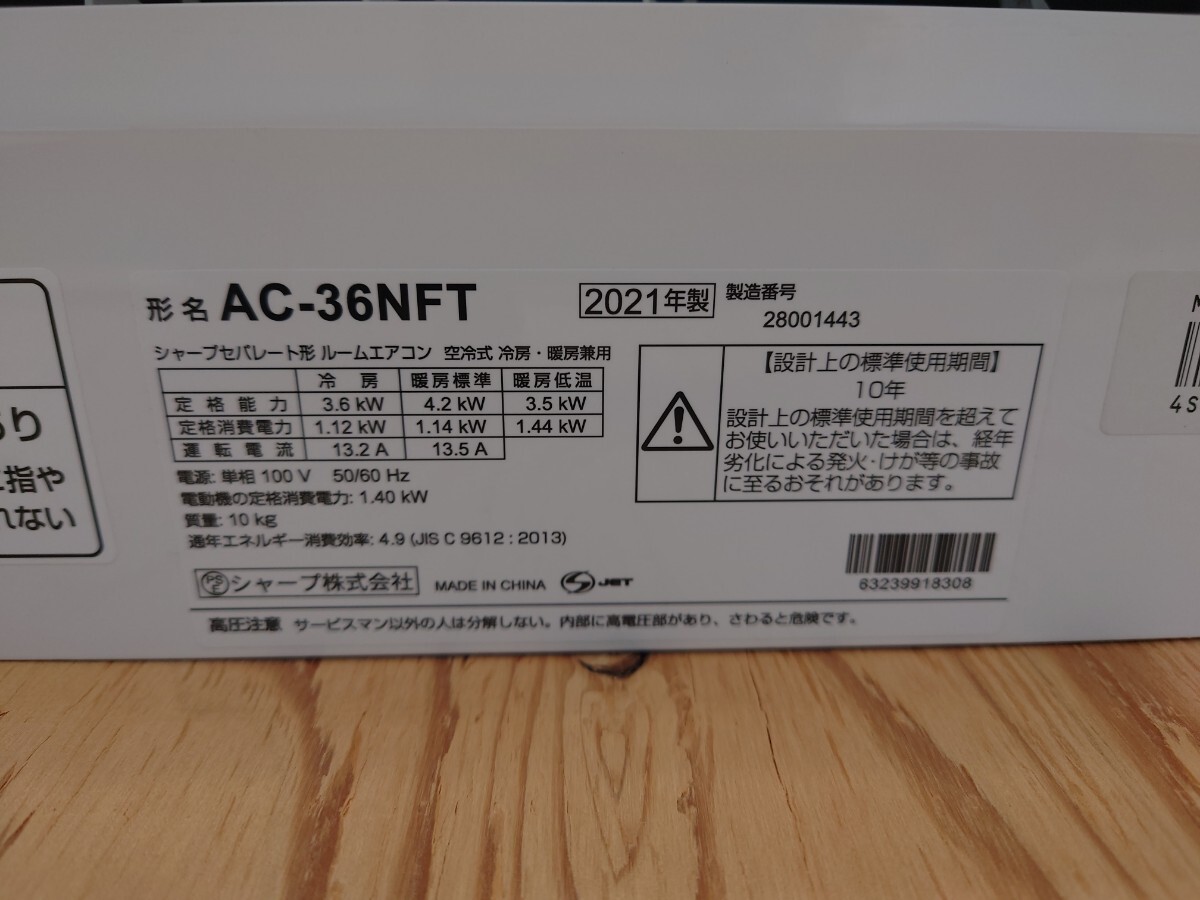 形名 AC-36NFT
2021年製
製造番号
28001443
シャープセパレート形 ルームエアコン 空冷式 冷房・暖房兼用
冷房 暖房標準 暖房低温
定格能力 3.6 kW 4.2 kW 3.5 kW
定格消費電力 1.12 kW 1.14 kW 1.44 kW
運転電流 13.2 A 13.5 A
電源: 単相 100 V 50/60 Hz
電動機の定格消費電力: 1.40 kW
質量: 10 kg
通年エネルギー消費効率: 4.9 (JIS C 9612 : 2013)
PSE シャープ株式会社 MADE IN CHINA JET
【設計上の標準使用期間】
10年
設計上の標準使用期間を超えて
お使いいただいた場合は、経年
劣化による発火・けが等の事故
に至るおそれがあります。
63239918308
高圧注意 サービスマン以外の人は分解しない。内部に高電圧部があり、さわると危険です。
り
指や
れない
M
4S